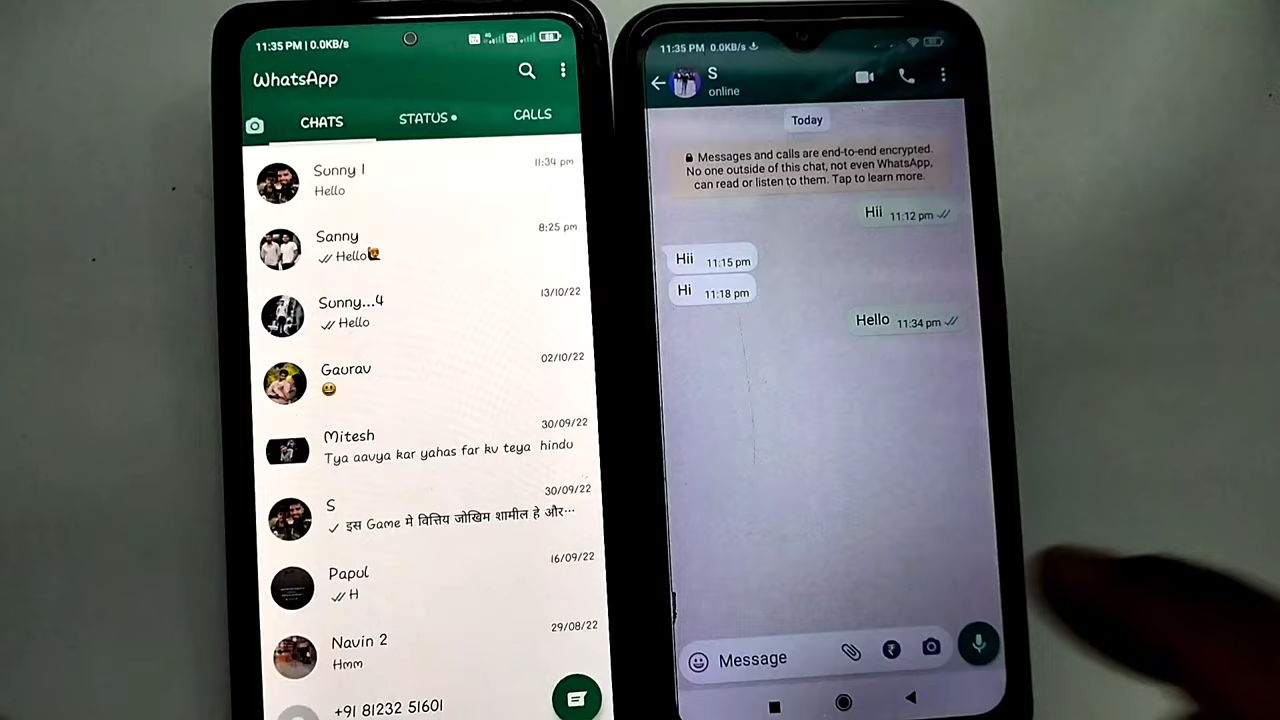 11:35 PM | 0.0KB/s
WhatsApp
CHATS
STATUS
CALLS
Sunny 1
11:34 pm
Hello
Sanny
8:25 pm
Hello🙋
Sunny...4
13/10/22
Hello
Gaurav
02/10/22
😃
Mitesh
30/09/22
Tya aavya kar yahas far ku teya hindu
S
30/09/22
इस Game मे वित्तिय जोखिम शामील हे और...
Papul
16/09/22
H
Navin 2
29/08/22
Hmm
+91 81232 51601
11:35 PM 0.0KB/s
S
online
Today
Messages and calls are end-to-end encrypted.
No one outside of this chat, not even WhatsApp,
can read or listen to them. Tap to learn more.
Hii 11:12 pm
Hii 11:15 pm
Hi 11:18 pm
Hello 11:34 pm
Message
₹